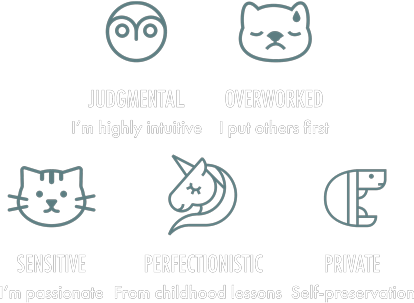 JUDGMENTAL OVERWORKED
I'm highly intuitive I put others first
SENSITIVE PERFECTIONISTIC PRIVATE
I'm passionate From childhood lessons Self-preservation